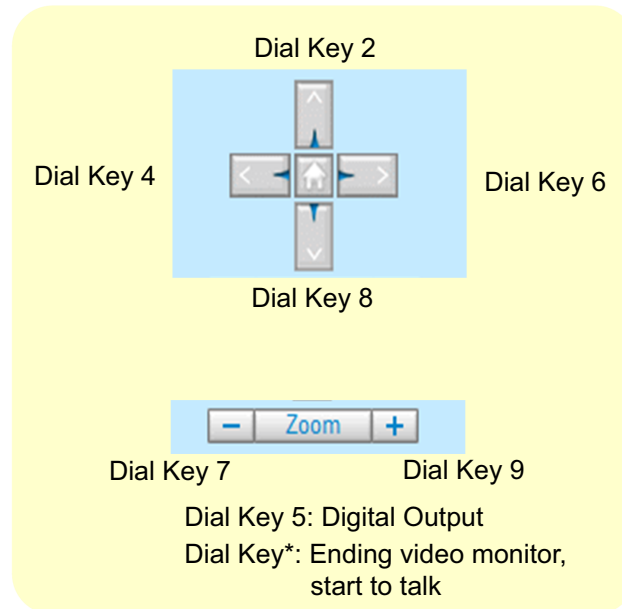 Dial Key 2
Dial Key 4
Dial Key 6
Dial Key 8
− Zoom +
Dial Key 7 Dial Key 9
Dial Key 5: Digital Output
Dial Key*: Ending video monitor,
start to talk